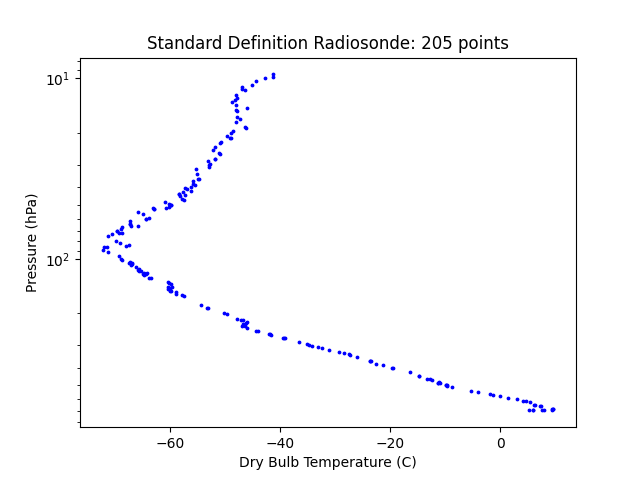 Standard Definition Radiosonde: 205 points
10¹
10²
Pressure (hPa)
−60
−40
−20
0
Dry Bulb Temperature (C)